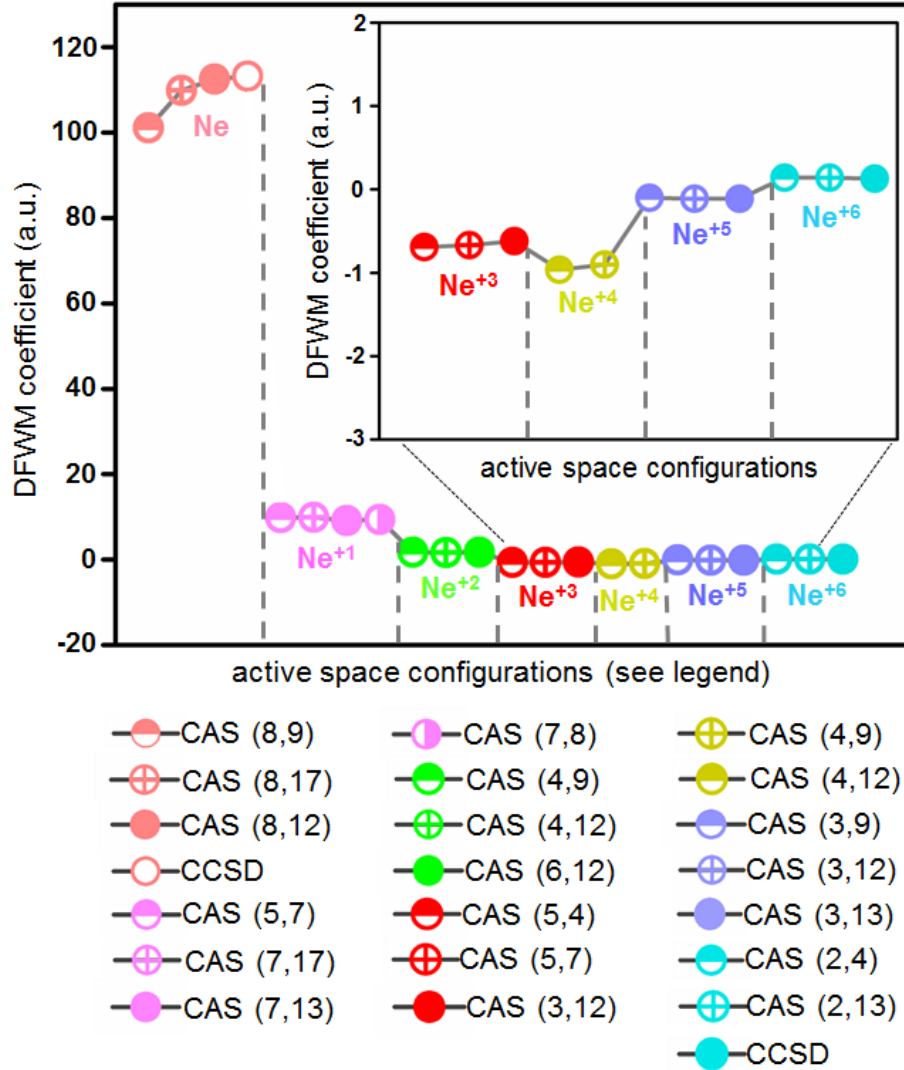 DFWM coefficient (a.u.)
120
100
80
60
40
20
0
-20
Ne
Ne+1
Ne+2
Ne+3
Ne+4
Ne+5
Ne+6
active space configurations (see legend)
DFWM coefficient (a.u.)
2
1
0
-1
-2
-3
Ne+3
Ne+4
Ne+5
Ne+6
active space configurations
CAS (8,9)
CAS (8,17)
CAS (8,12)
CCSD
CAS (5,7)
CAS (7,17)
CAS (7,13)
CAS (7,8)
CAS (4,9)
CAS (4,12)
CAS (6,12)
CAS (5,4)
CAS (5,7)
CAS (3,12)
CAS (4,9)
CAS (4,12)
CAS (3,9)
CAS (3,12)
CAS (3,13)
CAS (2,4)
CAS (2,13)
CCSD